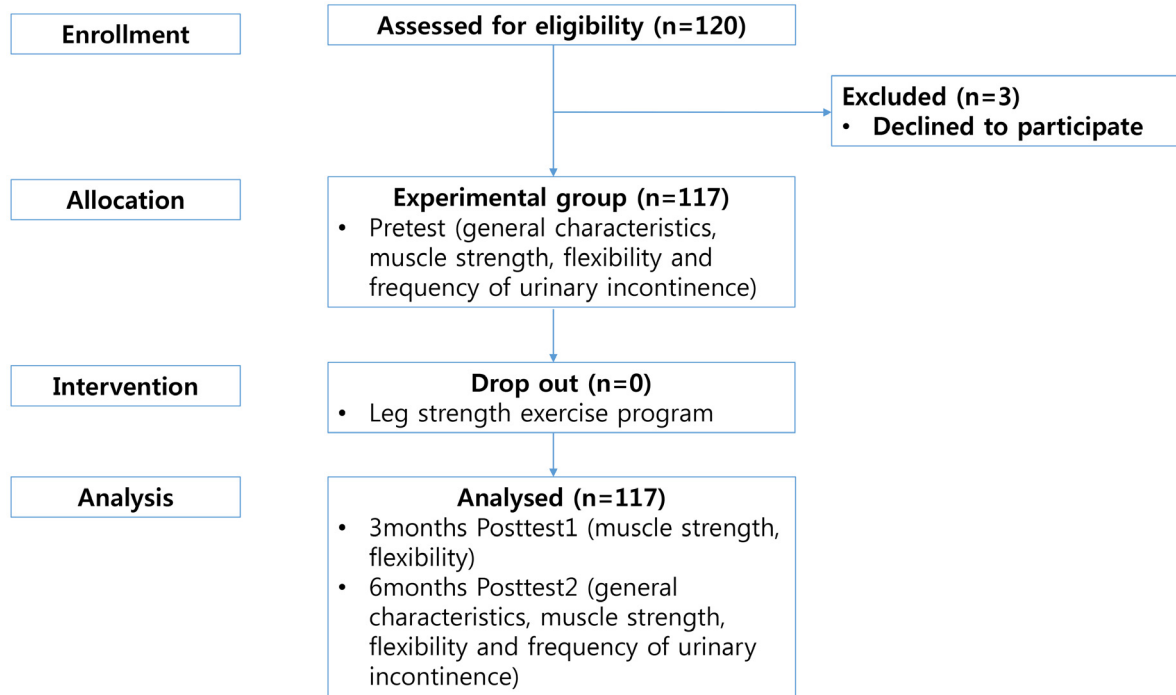 Enrollment
Assessed for eligibility (n=120)
Excluded (n=3)
• Declined to participate
Allocation
Experimental group (n=117)
• Pretest (general characteristics,
muscle strength, flexibility and
frequency of urinary incontinence)
Intervention
Drop out (n=0)
• Leg strength exercise program
Analysis
Analysed (n=117)
• 3months Posttest1 (muscle strength,
flexibility)
• 6months Posttest2 (general
characteristics, muscle strength,
flexibility and frequency of urinary
incontinence)